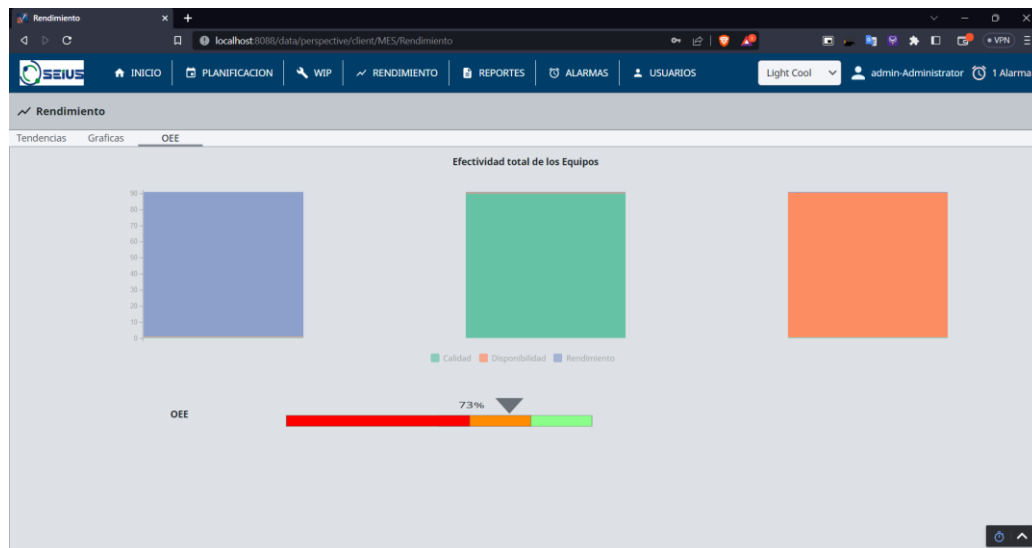 Rendimiento
localhost:8088/data/perspective/client/MES/Rendimiento
VPN
SEIUS
INICIO
PLANIFICACION
WIP
RENDIMIENTO
REPORTES
ALARMAS
USUARIOS
Light Cool
admin-Administrator
1 Alarma
Rendimiento
Tendencias
Graficas
OEE
Efectividad total de los Equipos
90
80
70
60
50
40
30
20
10
0
Calidad
Disponibilidad
Rendimiento
73%
OEE